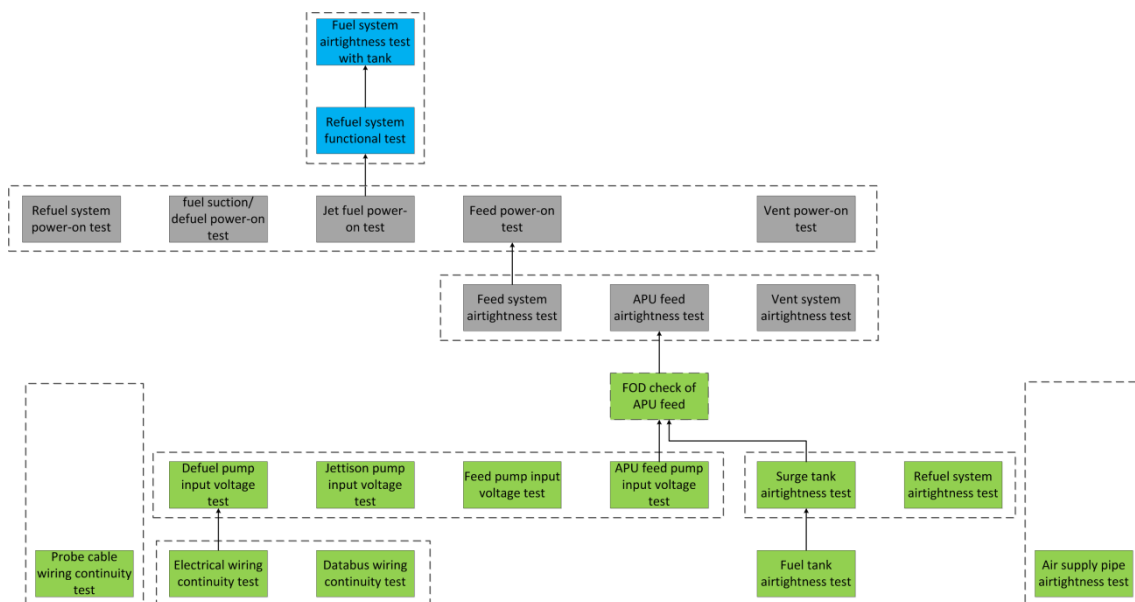 Fuel system
airtightness test
with tank
Refuel system
functional test
Refuel system
power-on test
fuel suction/
defuel power-on
test
Jet fuel power-
on test
Feed power-on
test
Vent power-on
test
Feed system
airtightness test
APU feed
airtightness test
Vent system
airtightness test
FOD check of
APU feed
Defuel pump
input voltage
test
Jettison pump
input voltage
test
Feed pump input
voltage test
APU feed pump
input voltage
test
Surge tank
airtightness test
Refuel system
airtightness test
Probe cable
wiring continuity
test
Electrical wiring
continuity test
Databus wiring
continuity test
Fuel tank
airtightness test
Air supply pipe
airtightness test